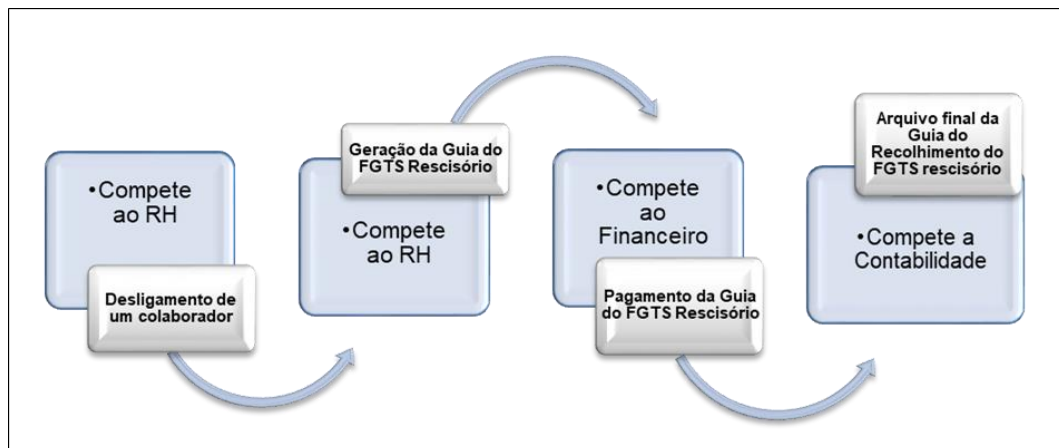 •Compete
ao RH
Desligamento de
um colaborador
Geração da Guia do
FGTS Rescisório
•Compete
ao RH
•Compete
ao
Financeiro
Pagamento da Guia
do FGTS Rescisório
Arquivo final da
Guia do
Recolhimento do
FGTS rescisório
•Compete a
Contabilidade